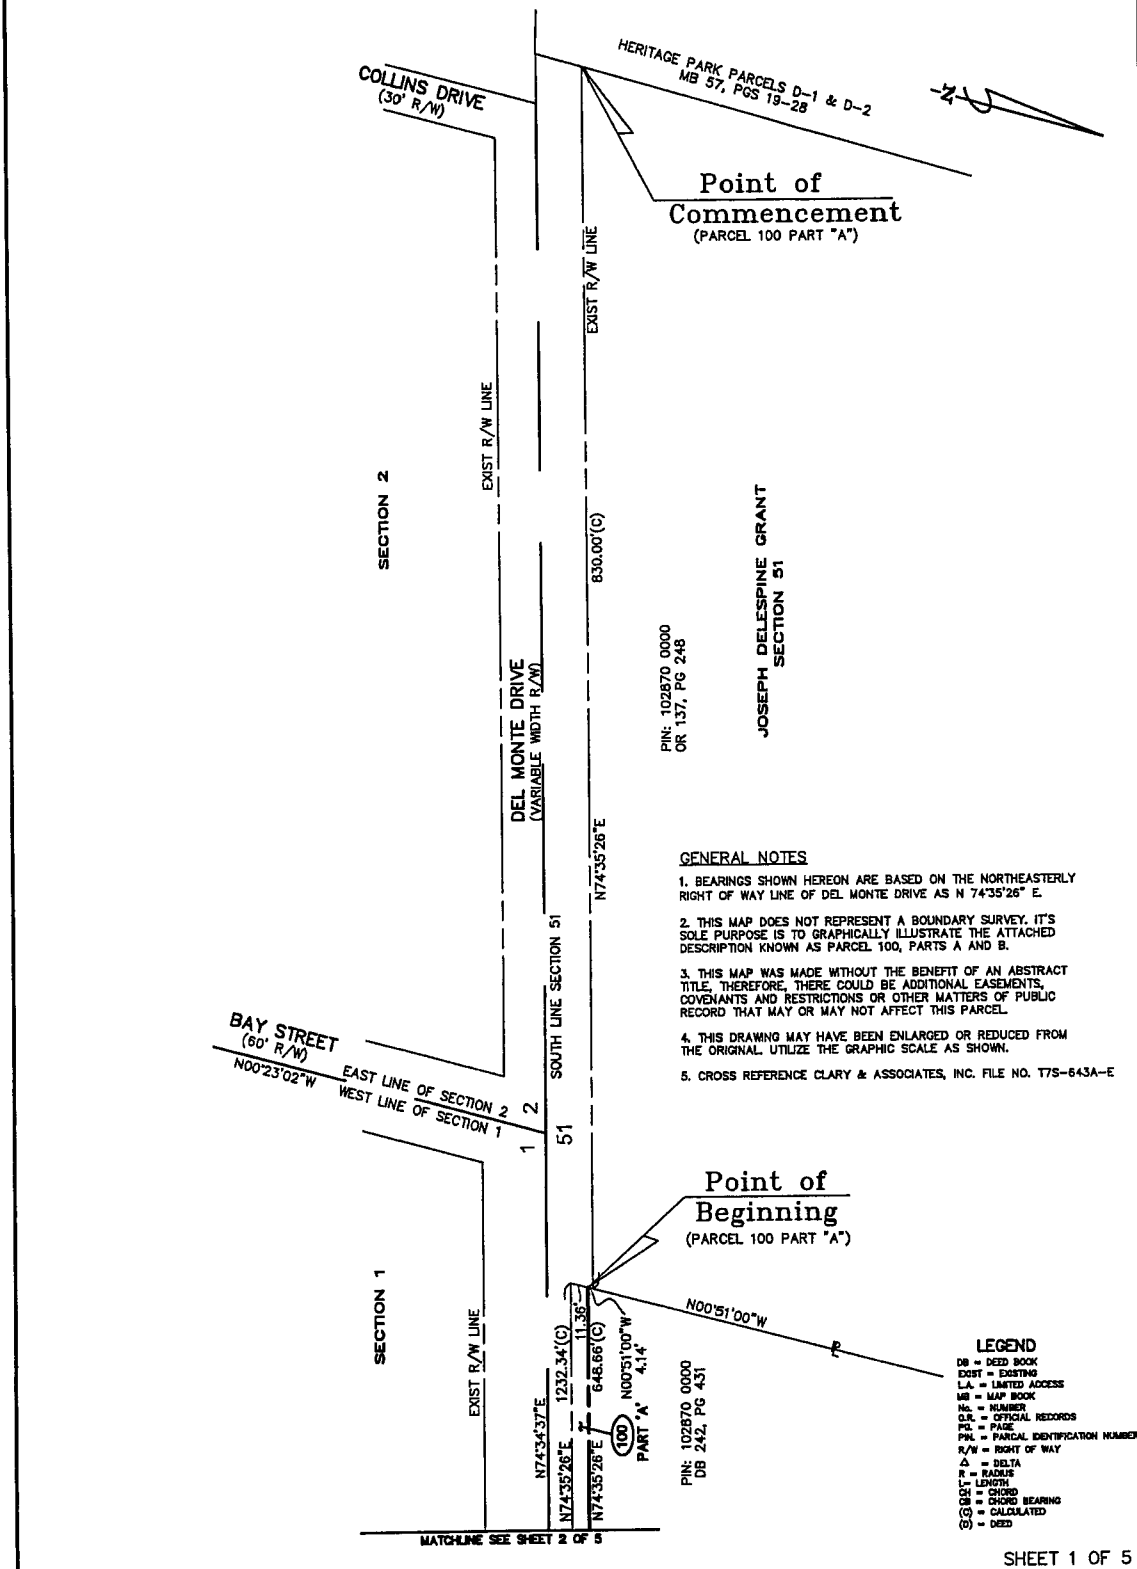 COLLINS DRIVE
(30' R/W)
HERITAGE PARK PARCELS D-1 & D-2
MB 57, PGS 19-28
Point of
Commencement
(PARCEL 100 PART "A")
EXIST R/W LINE
EXIST R/W LINE
SECTION 2
830.00'(C)
JOSEPH DELESPINE GRANT
SECTION 51
PIN: 102870 0000
OR 137, PG 248
DEL MONTE DRIVE
(VARIABLE WIDTH R/W)
N74°35'26"E
SOUTH LINE SECTION 51
GENERAL NOTES
1. BEARINGS SHOWN HEREON ARE BASED ON THE NORTHEASTERLY
RIGHT OF WAY LINE OF DEL MONTE DRIVE AS N 74°35'26" E.
2. THIS MAP DOES NOT REPRESENT A BOUNDARY SURVEY. IT'S
SOLE PURPOSE IS TO GRAPHICALLY ILLUSTRATE THE ATTACHED
DESCRIPTION KNOWN AS PARCEL 100, PARTS A AND B.
3. THIS MAP WAS MADE WITHOUT THE BENEFIT OF AN ABSTRACT
TITLE, THEREFORE, THERE COULD BE ADDITIONAL EASEMENTS,
COVENANTS AND RESTRICTIONS OR OTHER MATTERS OF PUBLIC
RECORD THAT MAY OR MAY NOT AFFECT THIS PARCEL.
4. THIS DRAWING MAY HAVE BEEN ENLARGED OR REDUCED FROM
THE ORIGINAL. UTILIZE THE GRAPHIC SCALE AS SHOWN.
5. CROSS REFERENCE CLARY & ASSOCIATES, INC. FILE NO. T7S-643A-E
BAY STREET
(60' R/W)
N00°23'02"W
EAST LINE OF SECTION 2
WEST LINE OF SECTION 1
2
1
51
Point of
Beginning
(PARCEL 100 PART "A")
SECTION 1
EXIST R/W LINE
N00°51'00"W
N74°34'37"E
N74°35'26"E 1232.34'(C)
11.36'
N74°35'26"E 648.66'(C)
N00°51'00"W
4.14'
100
PART "A"
PIN: 102870 0000
DB 242, PG 431
LEGEND
DB = DEED BOOK
EXIST = EXISTING
L.A. = LIMITED ACCESS
MB = MAP BOOK
No. = NUMBER
O.R. = OFFICIAL RECORDS
PG. = PAGE
PIN. = PARCAL IDENTIFICATION NUMBER
R/W = RIGHT OF WAY
Δ = DELTA
R = RADIUS
L= LENGTH
CH = CHORD
CB = CHORD BEARING
(C) = CALCULATED
(D) = DEED
MATCHLINE SEE SHEET 2 OF 5
SHEET 1 OF 5